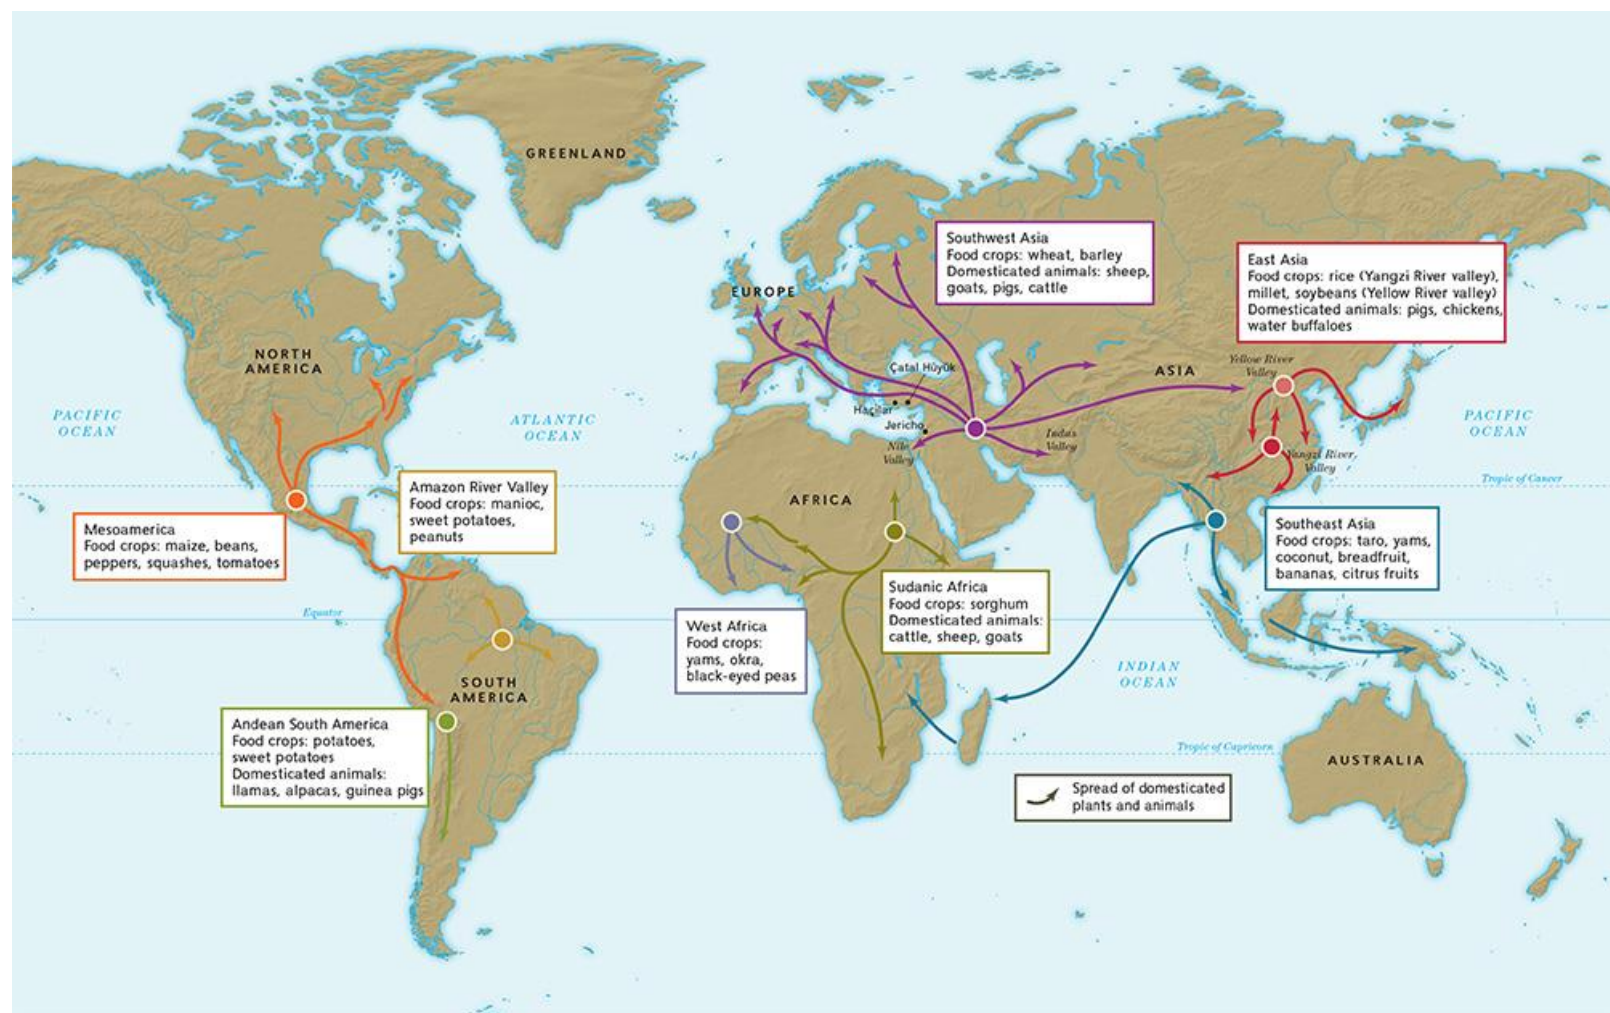 GREENLAND
Southwest Asia
Food crops: wheat, barley
Domesticated animals: sheep,
goats, pigs, cattle
East Asia
Food crops: rice (Yangzi River valley),
millet, soybeans (Yellow River valley)
Domesticated animals: pigs, chickens,
water buffaloes
EUROPE
NORTH
AMERICA
Çatal Hüyük
ASIA
Yellow River
Valley
PACIFIC
OCEAN
ATLANTIC
OCEAN
Haçilar
Jericho
Nile
Valley
Indus
Valley
Yangzi River
Valley
PACIFIC
OCEAN
Tropic of Cancer
Amazon River Valley
Food crops: manioc,
sweet potatoes,
peanuts
AFRICA
Mesoamerica
Food crops: maize, beans,
peppers, squashes, tomatoes
Southeast Asia
Food crops: taro, yams,
coconut, breadfruit,
bananas, citrus fruits
Sudanic Africa
Food crops: sorghum
Domesticated animals:
cattle, sheep, goats
Equator
West Africa
Food crops:
yams, okra,
black-eyed peas
INDIAN
OCEAN
SOUTH
AMERICA
Andean South America
Food crops: potatoes,
sweet potatoes
Domesticated animals:
llamas, alpacas, guinea pigs
Tropic of Capricorn
AUSTRALIA
Spread of domesticated
plants and animals